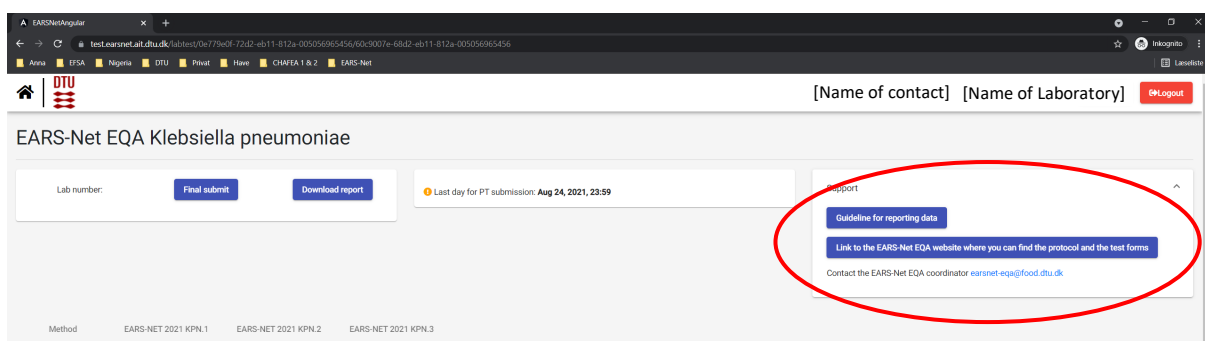 EARSNetAngular
Inkognito
test.earsnet.ait.dtu.dk/labtest/0e779e0f-72d2-eb11-812a-005056965456/60c9007e-68d2-eb11-812a-005056965456
Anna EFSA Nigeria DTU Privat Have CHAFEA 1 & 2 EARS-Net Læseliste
DTU
[Name of contact] [Name of Laboratory] Logout
EARS-Net EQA Klebsiella pneumoniae
Lab number: Final submit Download report
Last day for PT submission: Aug 24, 2021, 23:59
Support
Guideline for reporting data
Link to the EARS-Net EQA website where you can find the protocol and the test forms
Contact the EARS-Net EQA coordinator earsnet-eqa@food.dtu.dk
Method EARS-NET 2021 KPN.1 EARS-NET 2021 KPN.2 EARS-NET 2021 KPN.3